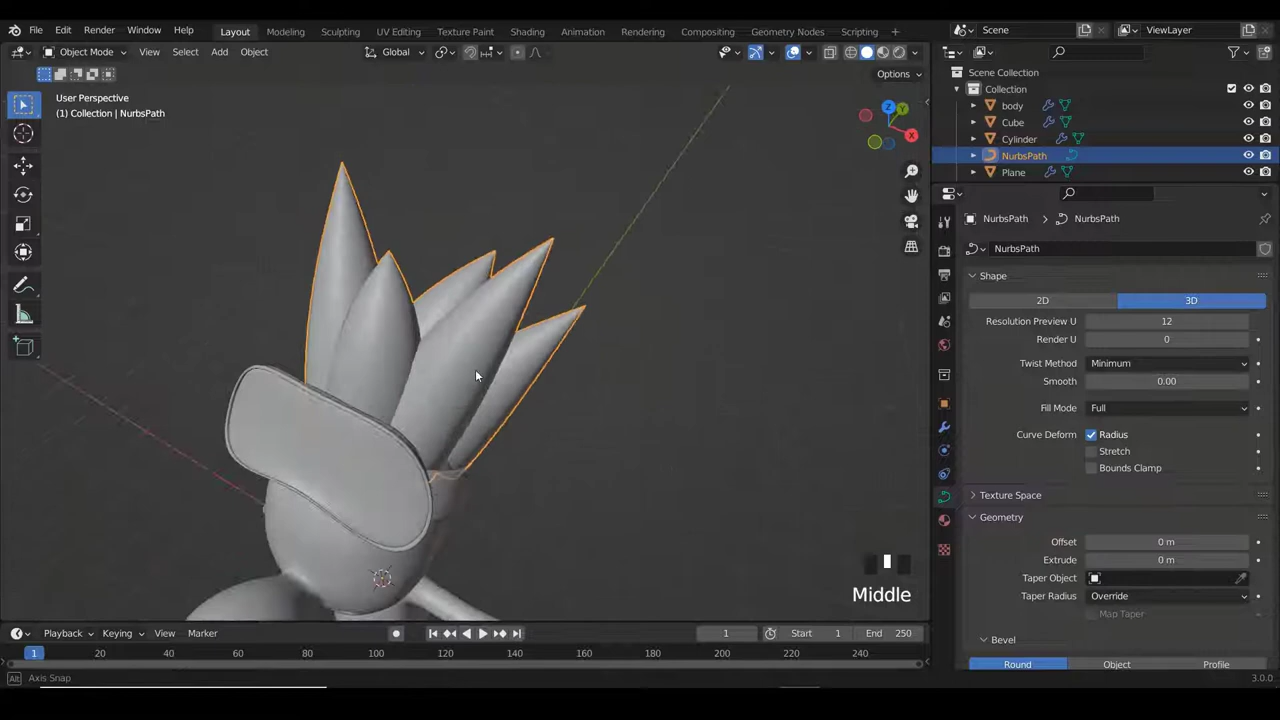 File Edit Render Window Help Layout Modeling Sculpting UV Editing Texture Paint Shading Animation Rendering Compositing Geometry Nodes Scripting + Scene ViewLayer
Object Mode View Select Add Object Global
Options
User Perspective
(1) Collection | NurbsPath
Z
Y
X
Scene Collection
Collection
body
Cube
Cylinder
NurbsPath
Plane
NurbsPath NurbsPath
NurbsPath
Shape
2D 3D
Resolution Preview U 12
Render U 0
Twist Method Minimum
Smooth 0.00
Fill Mode Full
Curve Deform Radius
Stretch
Bounds Clamp
Texture Space
Geometry
Offset 0 m
Extrude 0 m
Taper Object
Taper Radius Override
Map Taper
Bevel
Round Object Profile
Middle
Playback Keying View Marker 1 Start 1 End 250
1 20 40 60 80 100 120 140 160 180 200 220 240
Alt Axis Snap 3.0.0